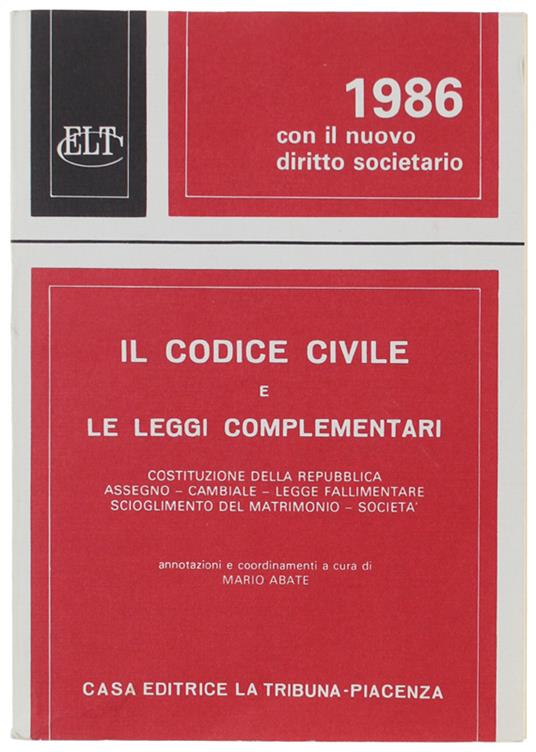 CELT
1986
con il nuovo
diritto societario
IL CODICE CIVILE
E
LE LEGGI COMPLEMENTARI
COSTITUZIONE DELLA REPUBBLICA
ASSEGNO – CAMBIALE – LEGGE FALLIMENTARE
SCIOGLIMENTO DEL MATRIMONIO – SOCIETA'
annotazioni e coordinamenti a cura di
MARIO ABATE
CASA EDITRICE LA TRIBUNA-PIACENZA